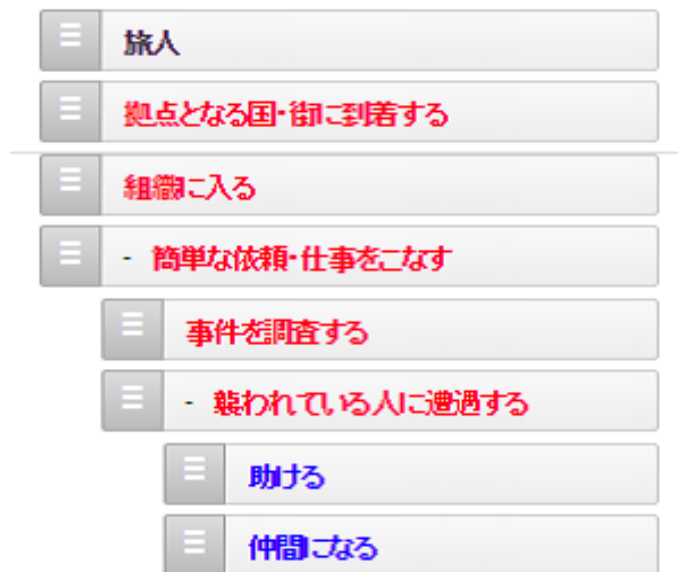 旅人
拠点となる国・街に到着する
組織に入る
- 簡単な依頼・仕事をこなす
事件を調査する
- 襲われている人に遭遇する
助ける
仲間になる